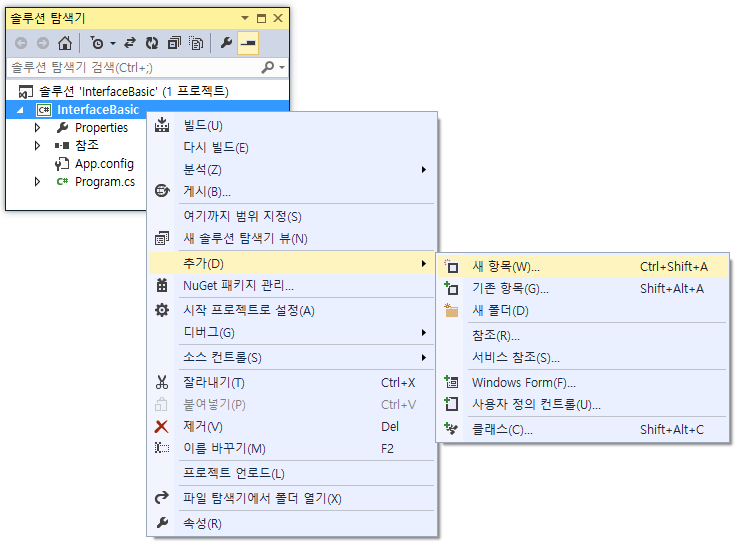 솔루션 탐색기
솔루션 탐색기 검색(Ctrl+;)
솔루션 'InterfaceBasic' (1 프로젝트)
InterfaceBasic
Properties
참조
App.config
Program.cs
빌드(U)
다시 빌드(E)
분석(Z)
게시(B)...
여기까지 범위 지정(S)
새 솔루션 탐색기 뷰(N)
추가(D)
NuGet 패키지 관리...
시작 프로젝트로 설정(A)
디버그(G)
소스 컨트롤(S)
잘라내기(T) Ctrl+X
붙여넣기(P) Ctrl+V
제거(V) Del
이름 바꾸기(M) F2
프로젝트 언로드(L)
파일 탐색기에서 폴더 열기(X)
속성(R)
새 항목(W)... Ctrl+Shift+A
기존 항목(G)... Shift+Alt+A
새 폴더(D)
참조(R)...
서비스 참조(S)...
Windows Form(F)...
사용자 정의 컨트롤(U)...
클래스(C)... Shift+Alt+C